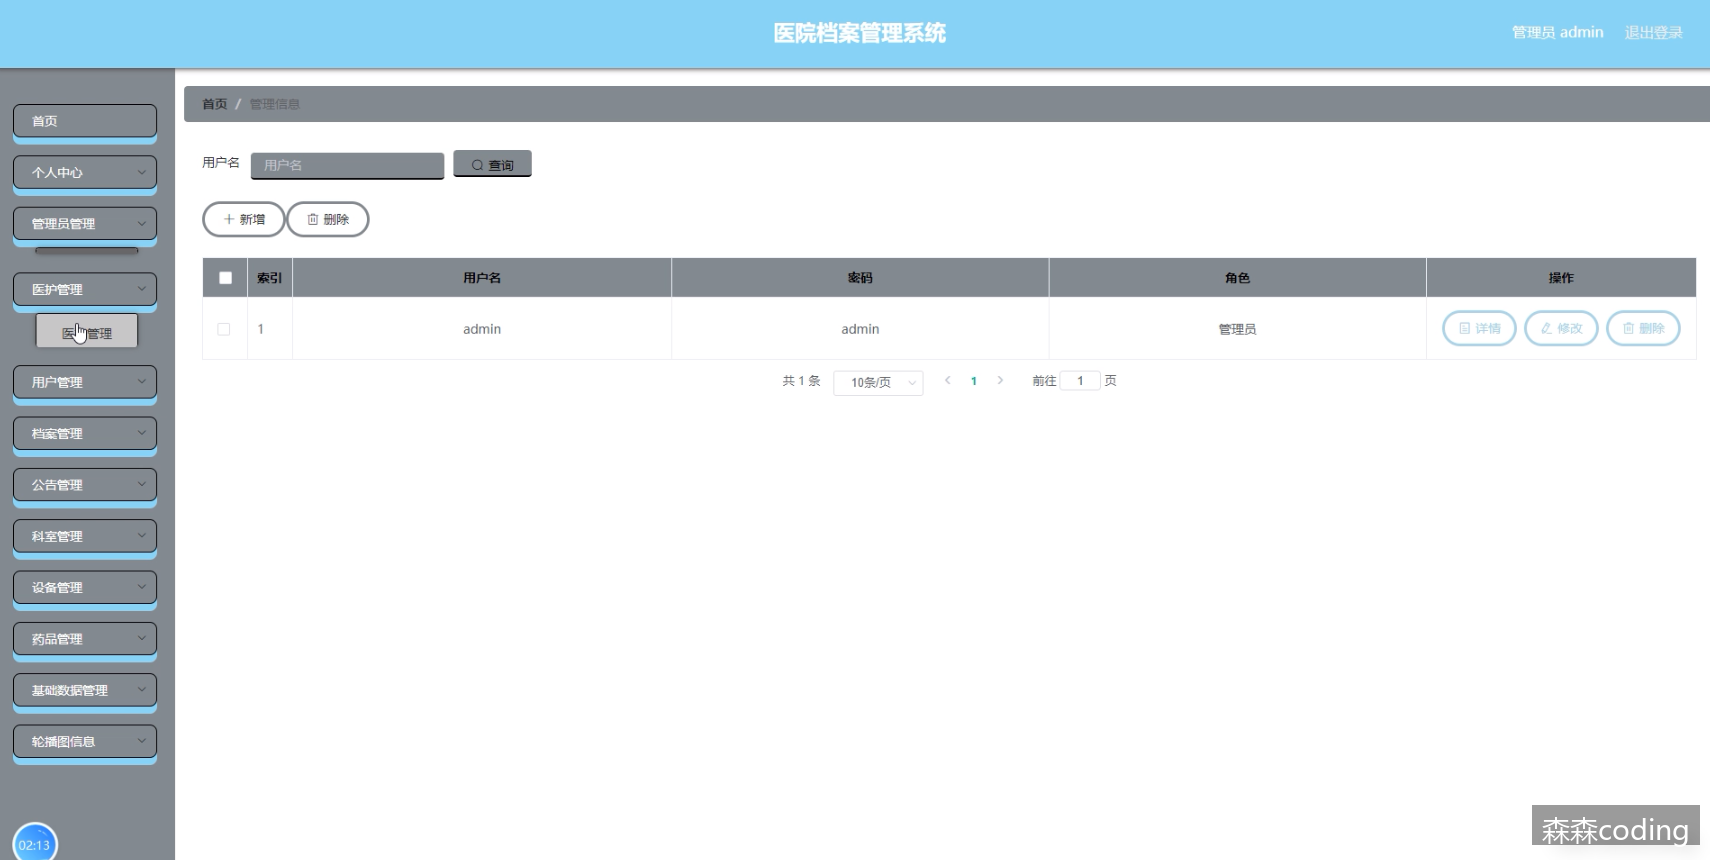 医院档案管理系统
管理员 admin 退出登录
首页
个人中心
管理员管理
医护管理
医 管理
用户管理
档案管理
公告管理
科室管理
设备管理
药品管理
基础数据管理
轮播图信息
02:13
首页 / 管理信息
用户名 用户名 查询
新增 删除
索引 用户名 密码 角色 操作
1 admin admin 管理员 详情 修改 删除
共 1 条 10条/页 1 前往 1 页
森森coding